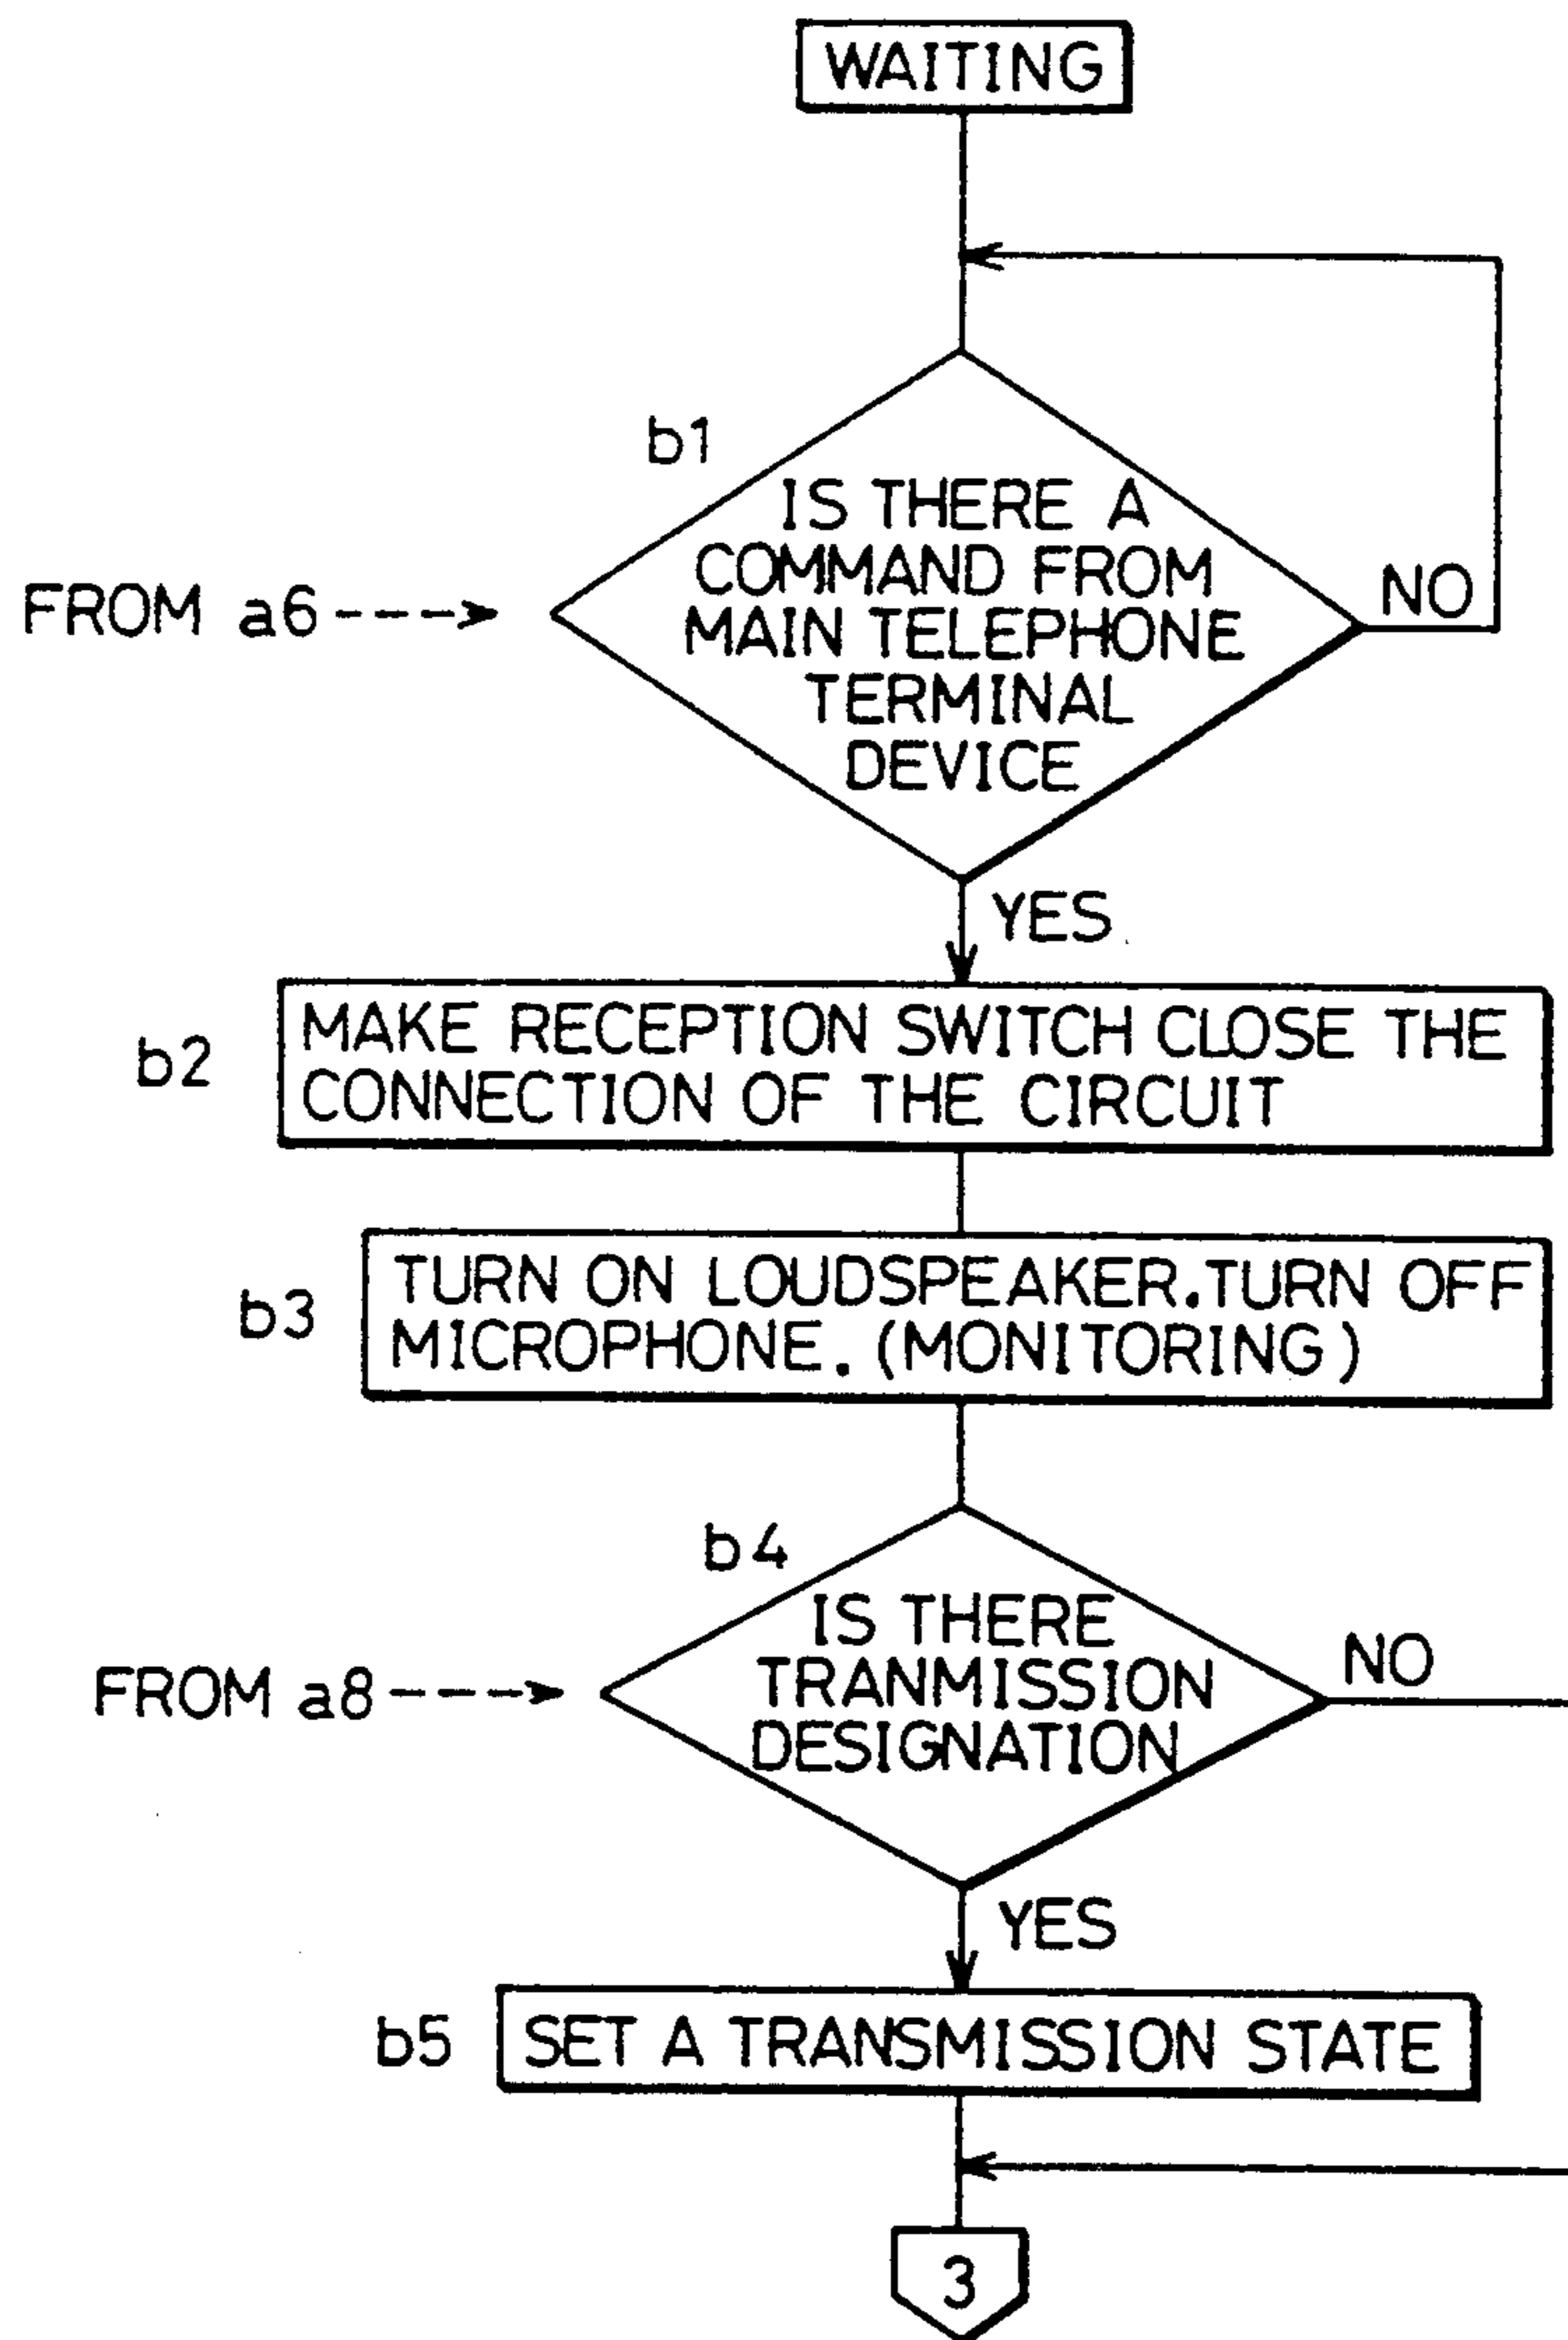 WAITING
b1
IS THERE A
COMMAND FROM
MAIN TELEPHONE
TERMINAL
DEVICE
FROM a6
NO
YES
b2
MAKE RECEPTION SWITCH CLOSE THE
CONNECTION OF THE CIRCUIT
b3
TURN ON LOUDSPEAKER.TURN OFF
MICROPHONE.(MONITORING)
b4
IS THERE
TRANMISSION
DESIGNATION
FROM a8
NO
YES
b5
SET A TRANSMISSION STATE
3